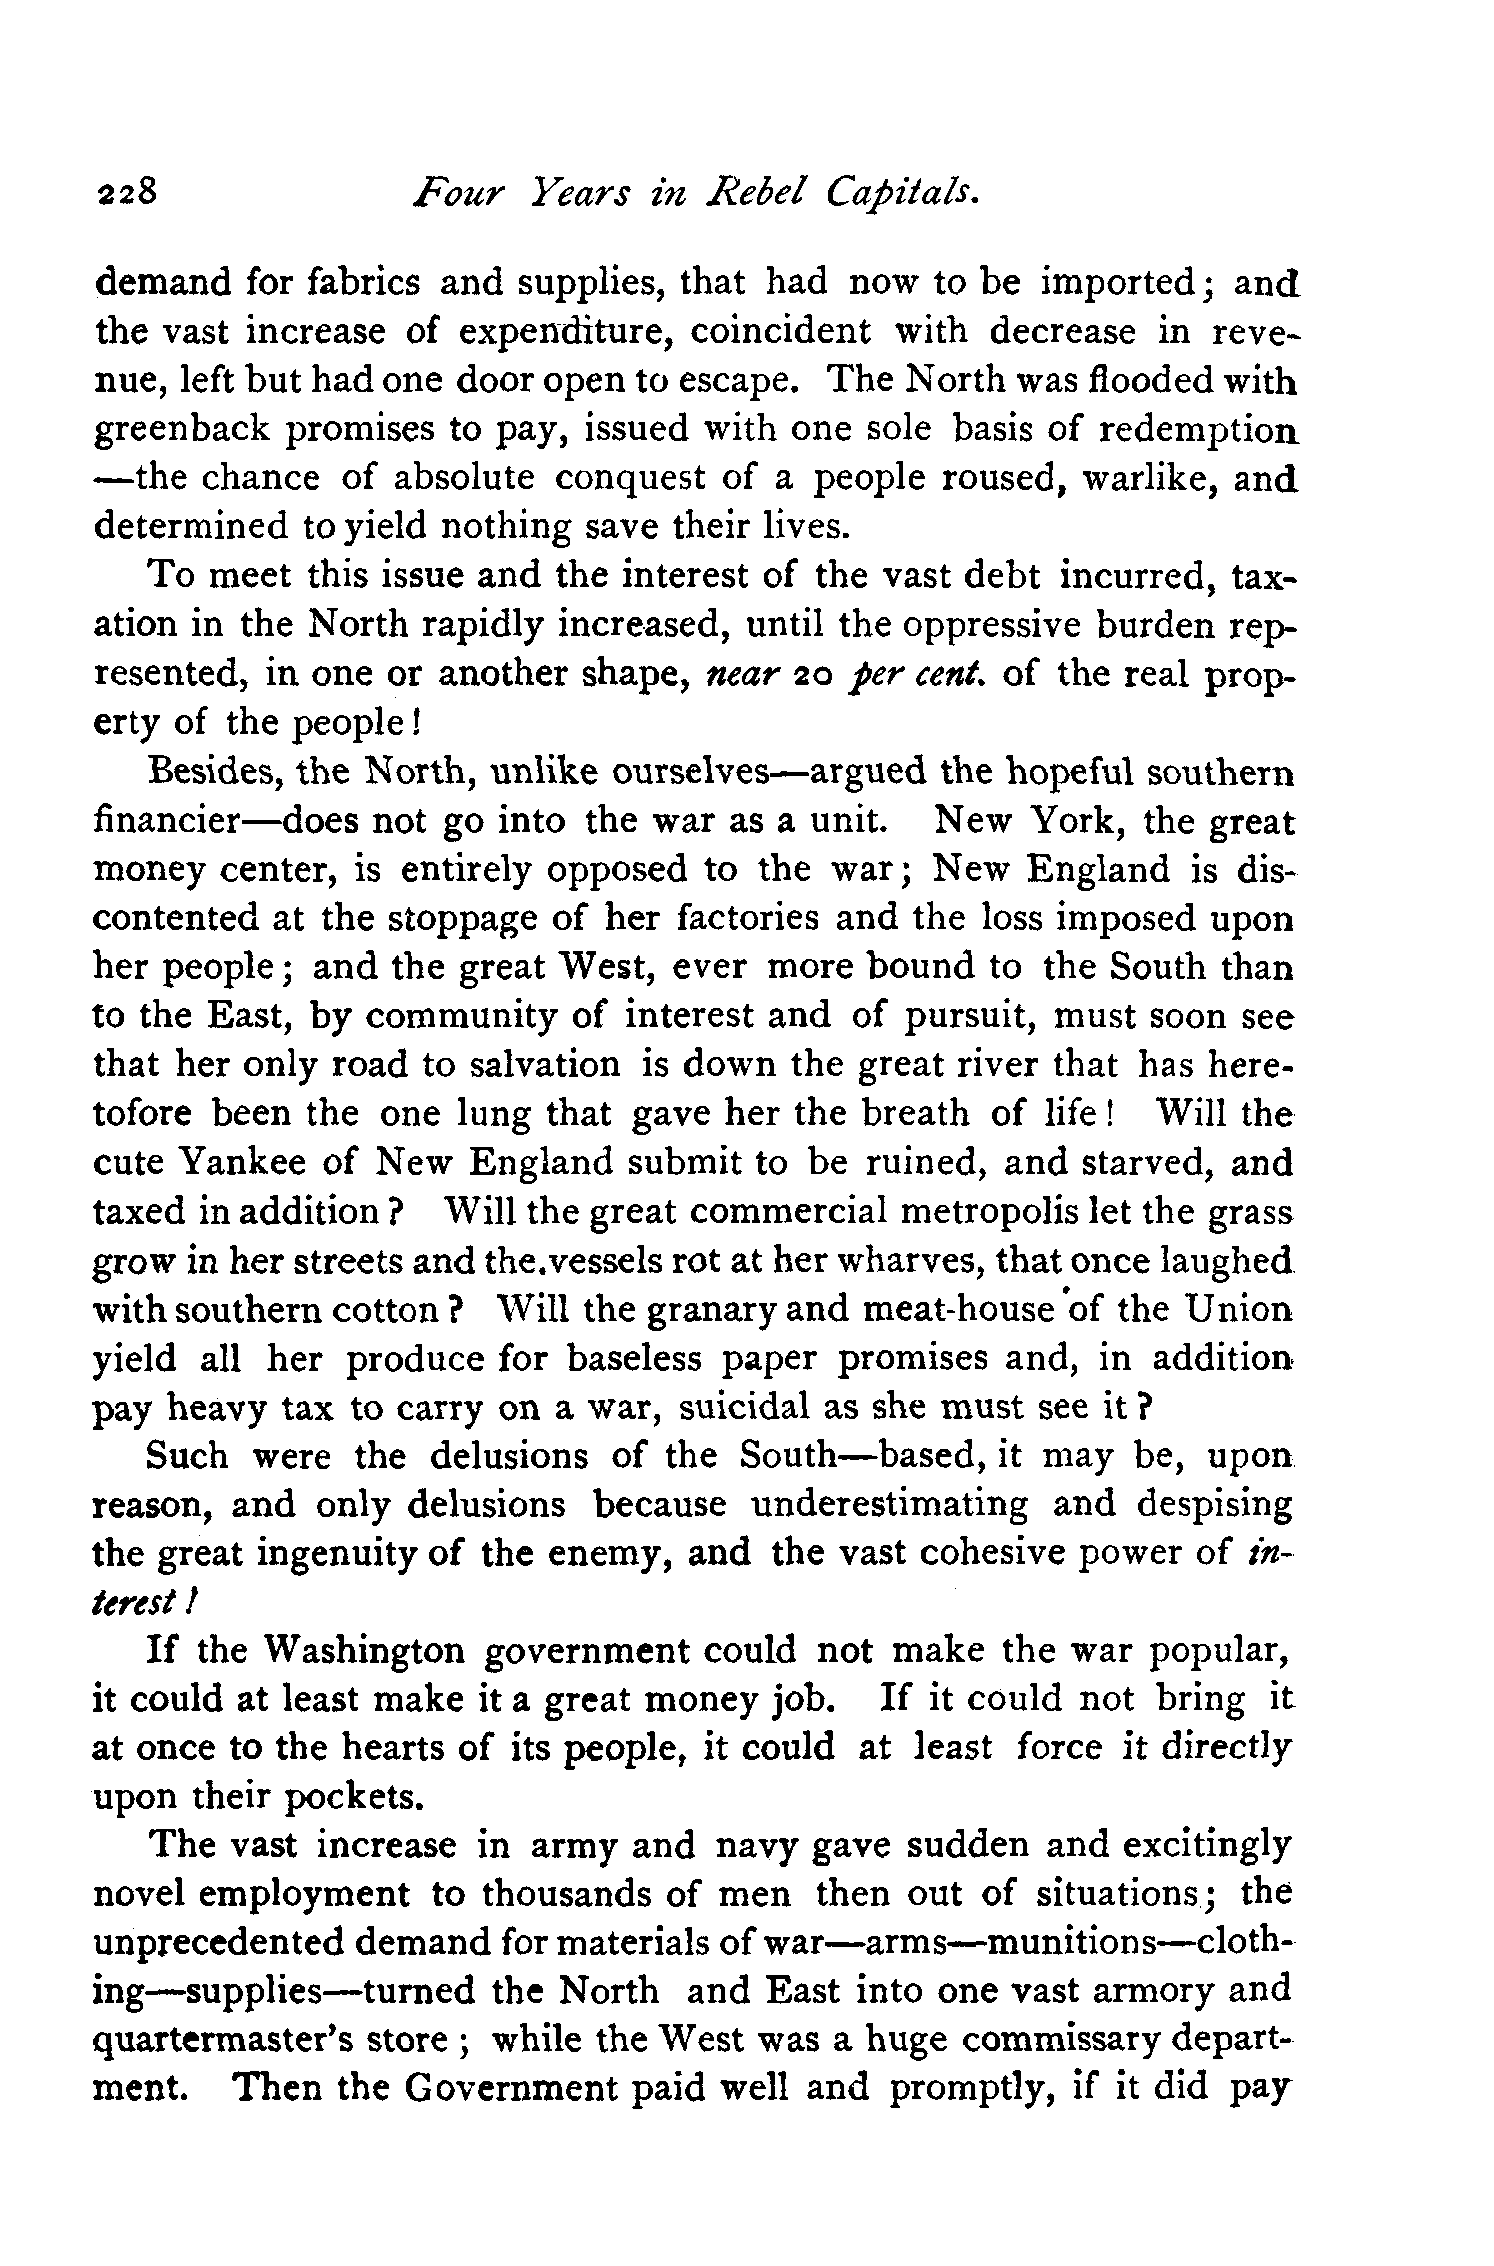 228 Four Years in Rebel Capitals.
demand for fabrics and supplies, that had now to be imported; and
the vast increase of expenditure, coincident with decrease in reve-
nue, left but had one door open to escape. The North was flooded with
greenback promises to pay, issued with one sole basis of redemption
—the chance of absolute conquest of a people roused, warlike, and
determined to yield nothing save their lives.
To meet this issue and the interest of the vast debt incurred, tax-
ation in the North rapidly increased, until the oppressive burden rep-
resented, in one or another shape, near 20 per cent. of the real prop-
erty of the people!
Besides, the North, unlike ourselves—argued the hopeful southern
financier—does not go into the war as a unit. New York, the great
money center, is entirely opposed to the war; New England is dis-
contented at the stoppage of her factories and the loss imposed upon
her people; and the great West, ever more bound to the South than
to the East, by community of interest and of pursuit, must soon see
that her only road to salvation is down the great river that has here-
tofore been the one lung that gave her the breath of life! Will the
cute Yankee of New England submit to be ruined, and starved, and
taxed in addition? Will the great commercial metropolis let the grass
grow in her streets and the vessels rot at her wharves, that once laughed
with southern cotton? Will the granary and meat-house of the Union
yield all her produce for baseless paper promises and, in addition
pay heavy tax to carry on a war, suicidal as she must see it?
Such were the delusions of the South—based, it may be, upon
reason, and only delusions because underestimating and despising
the great ingenuity of the enemy, and the vast cohesive power of in-
terest!
If the Washington government could not make the war popular,
it could at least make it a great money job. If it could not bring it
at once to the hearts of its people, it could at least force it directly
upon their pockets.
The vast increase in army and navy gave sudden and excitingly
novel employment to thousands of men then out of situations; the
unprecedented demand for materials of war—arms—munitions—cloth-
ing—supplies—turned the North and East into one vast armory and
quartermaster's store; while the West was a huge commissary depart-
ment. Then the Government paid well and promptly, if it did pay